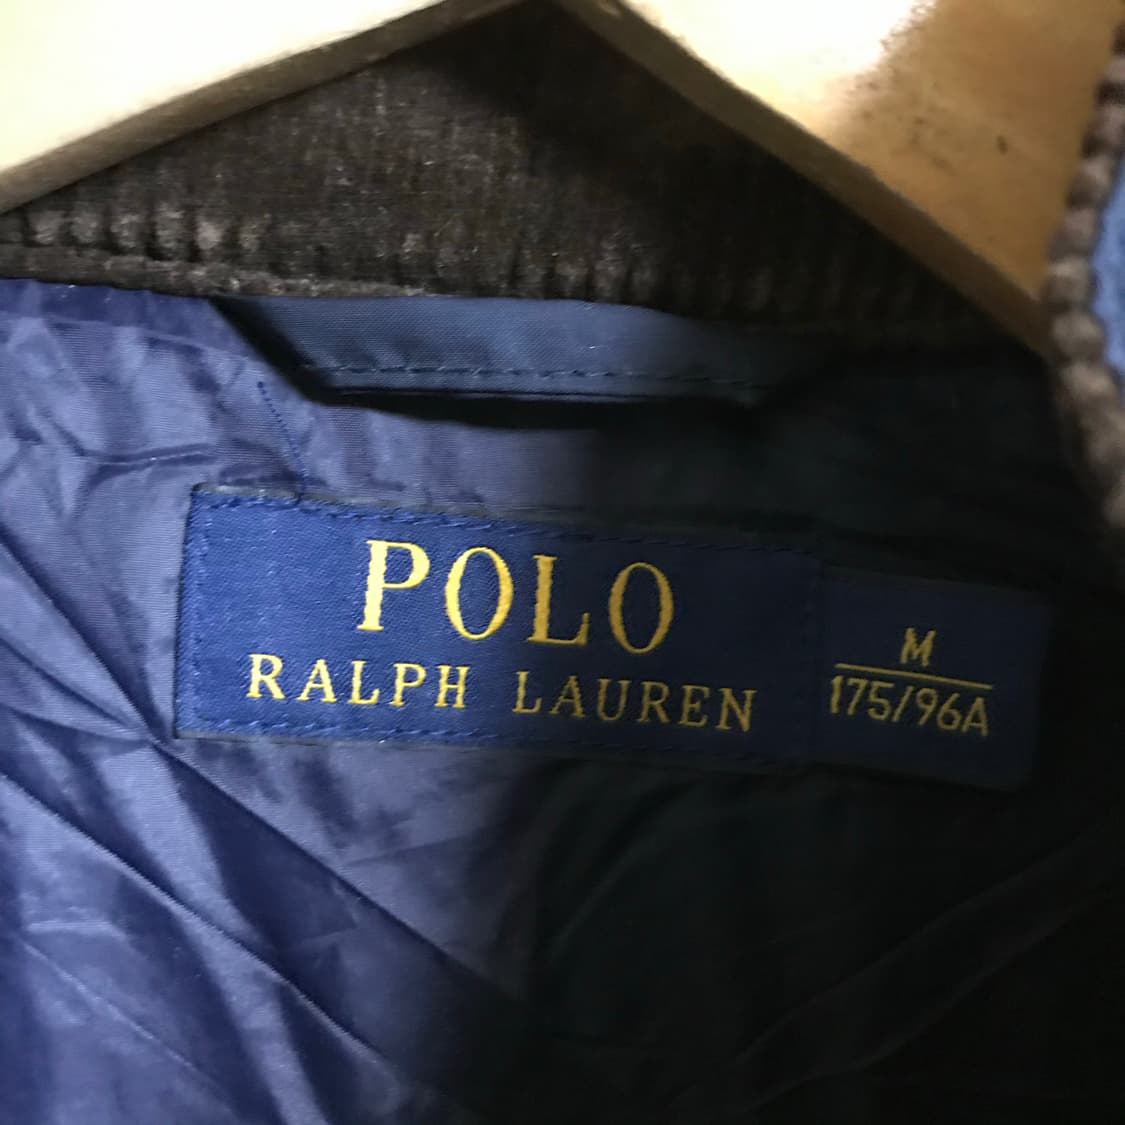 POLO
RALPH LAUREN
M
175/96A